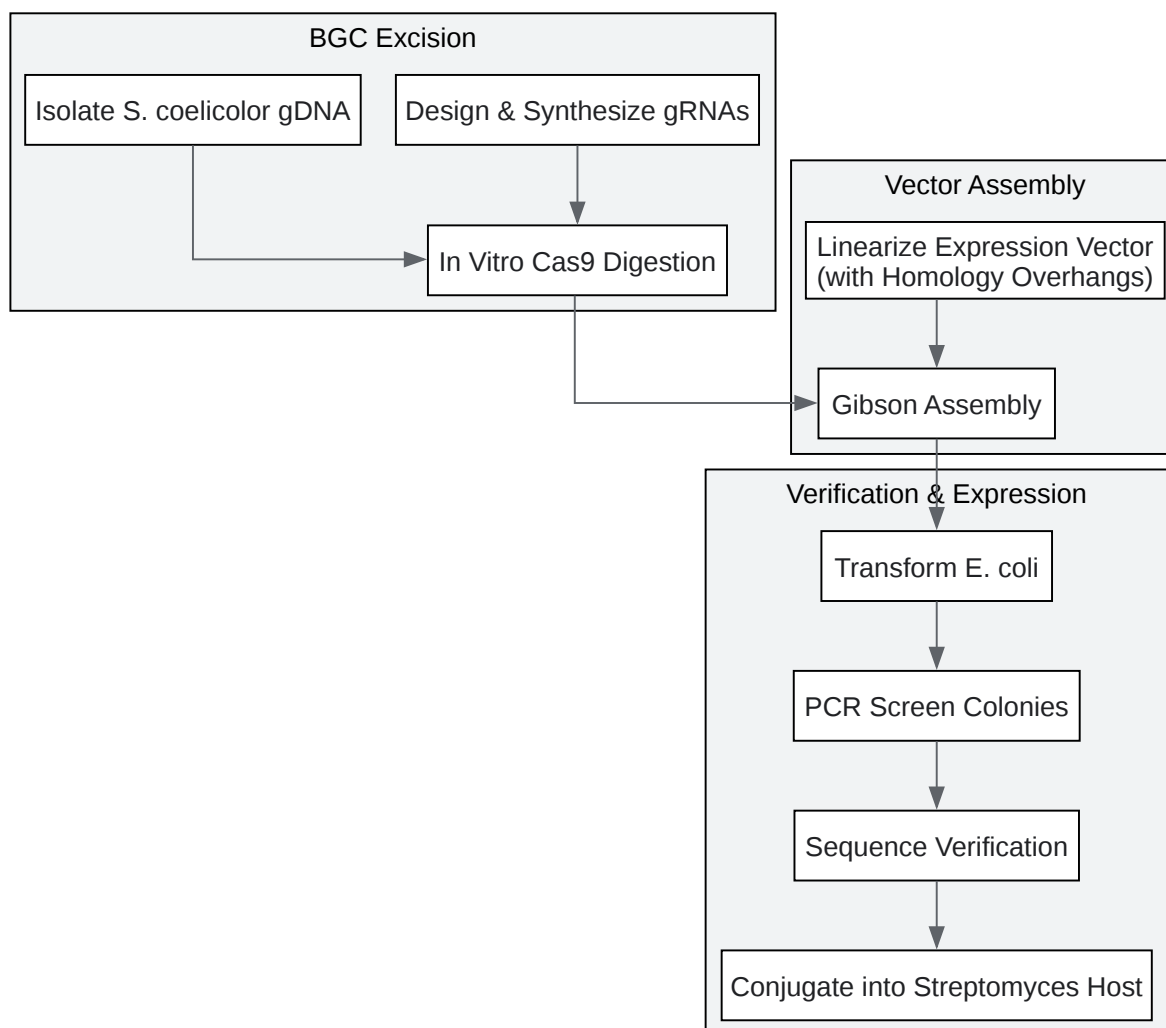 BGC Excision
Isolate S. coelicolor gDNA
Design & Synthesize gRNAs
In Vitro Cas9 Digestion
Vector Assembly
Linearize Expression Vector
(with Homology Overhangs)
Gibson Assembly
Verification & Expression
Transform E. coli
PCR Screen Colonies
Sequence Verification
Conjugate into Streptomyces Host